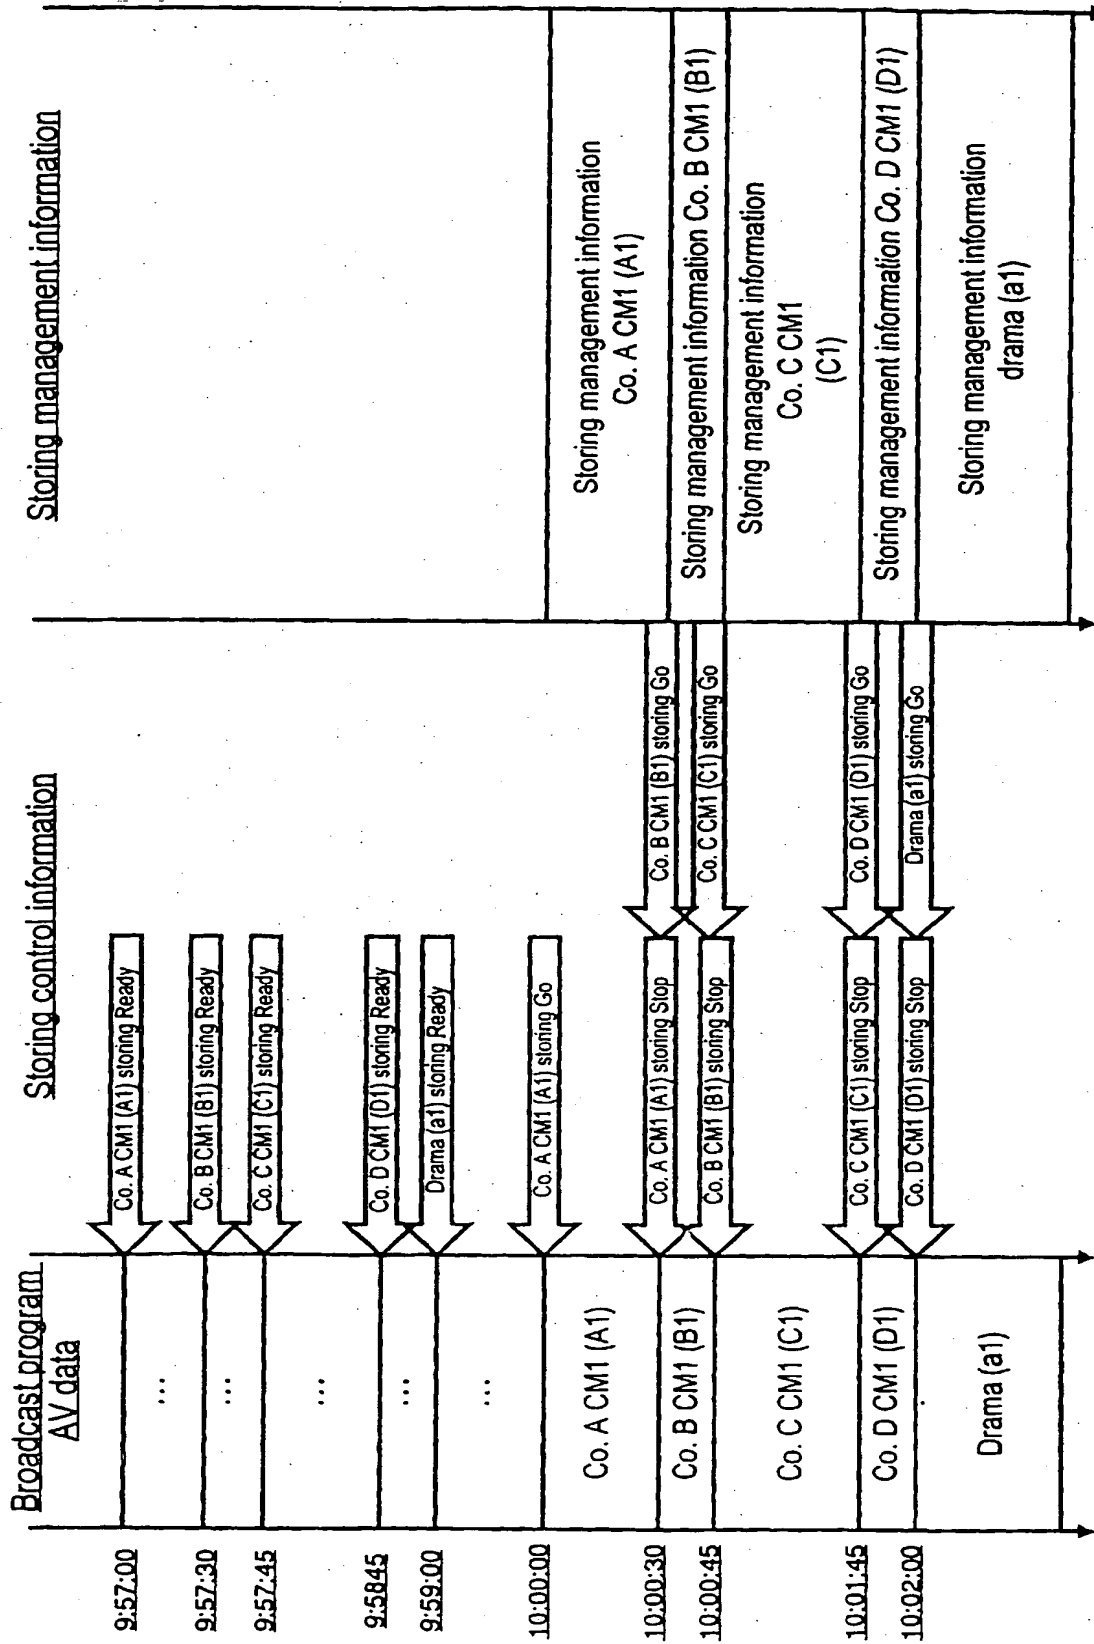 Broadcast program
AV data
Storing control information
Storing management information
9:57:00
...
Co. A CM1 (A1) storing Ready
9:57:30
...
Co. B CM1 (B1) storing Ready
9:57:45
...
Co. C CM1 (C1) storing Ready
9:5845
...
Co. D CM1 (D1) storing Ready
9:59:00
...
Drama (a1) storing Ready
10:00:00
Co. A CM1 (A1) storing Go
Co. A CM1 (A1)
Storing management information
Co. A CM1 (A1)
10:00:30
Co. A CM1 (A1) storing Stop
Co. B CM1 (B1) storing Go
Co. B CM1 (B1)
Storing management information Co. B CM1 (B1)
10:00:45
Co. B CM1 (B1) storing Stop
Co. C CM1 (C1) storing Go
Co. C CM1 (C1)
Storing management information
Co. C CM1
(C1)
10:01:45
Co. C CM1 (C1) storing Stop
Co. D CM1 (D1) storing Go
Co. D CM1 (D1)
Storing management information Co. D CM1 (D1)
10:02:00
Co. D CM1 (D1) storing Stop
Drama (a1) storing Go
Drama (a1)
Storing management information
drama (a1)